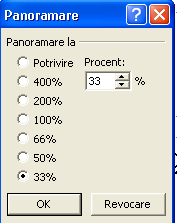 Panoramare
Panoramare la
Potrivire Procent:
400% 33 %
200%
100%
66%
50%
33%
OK Revocare